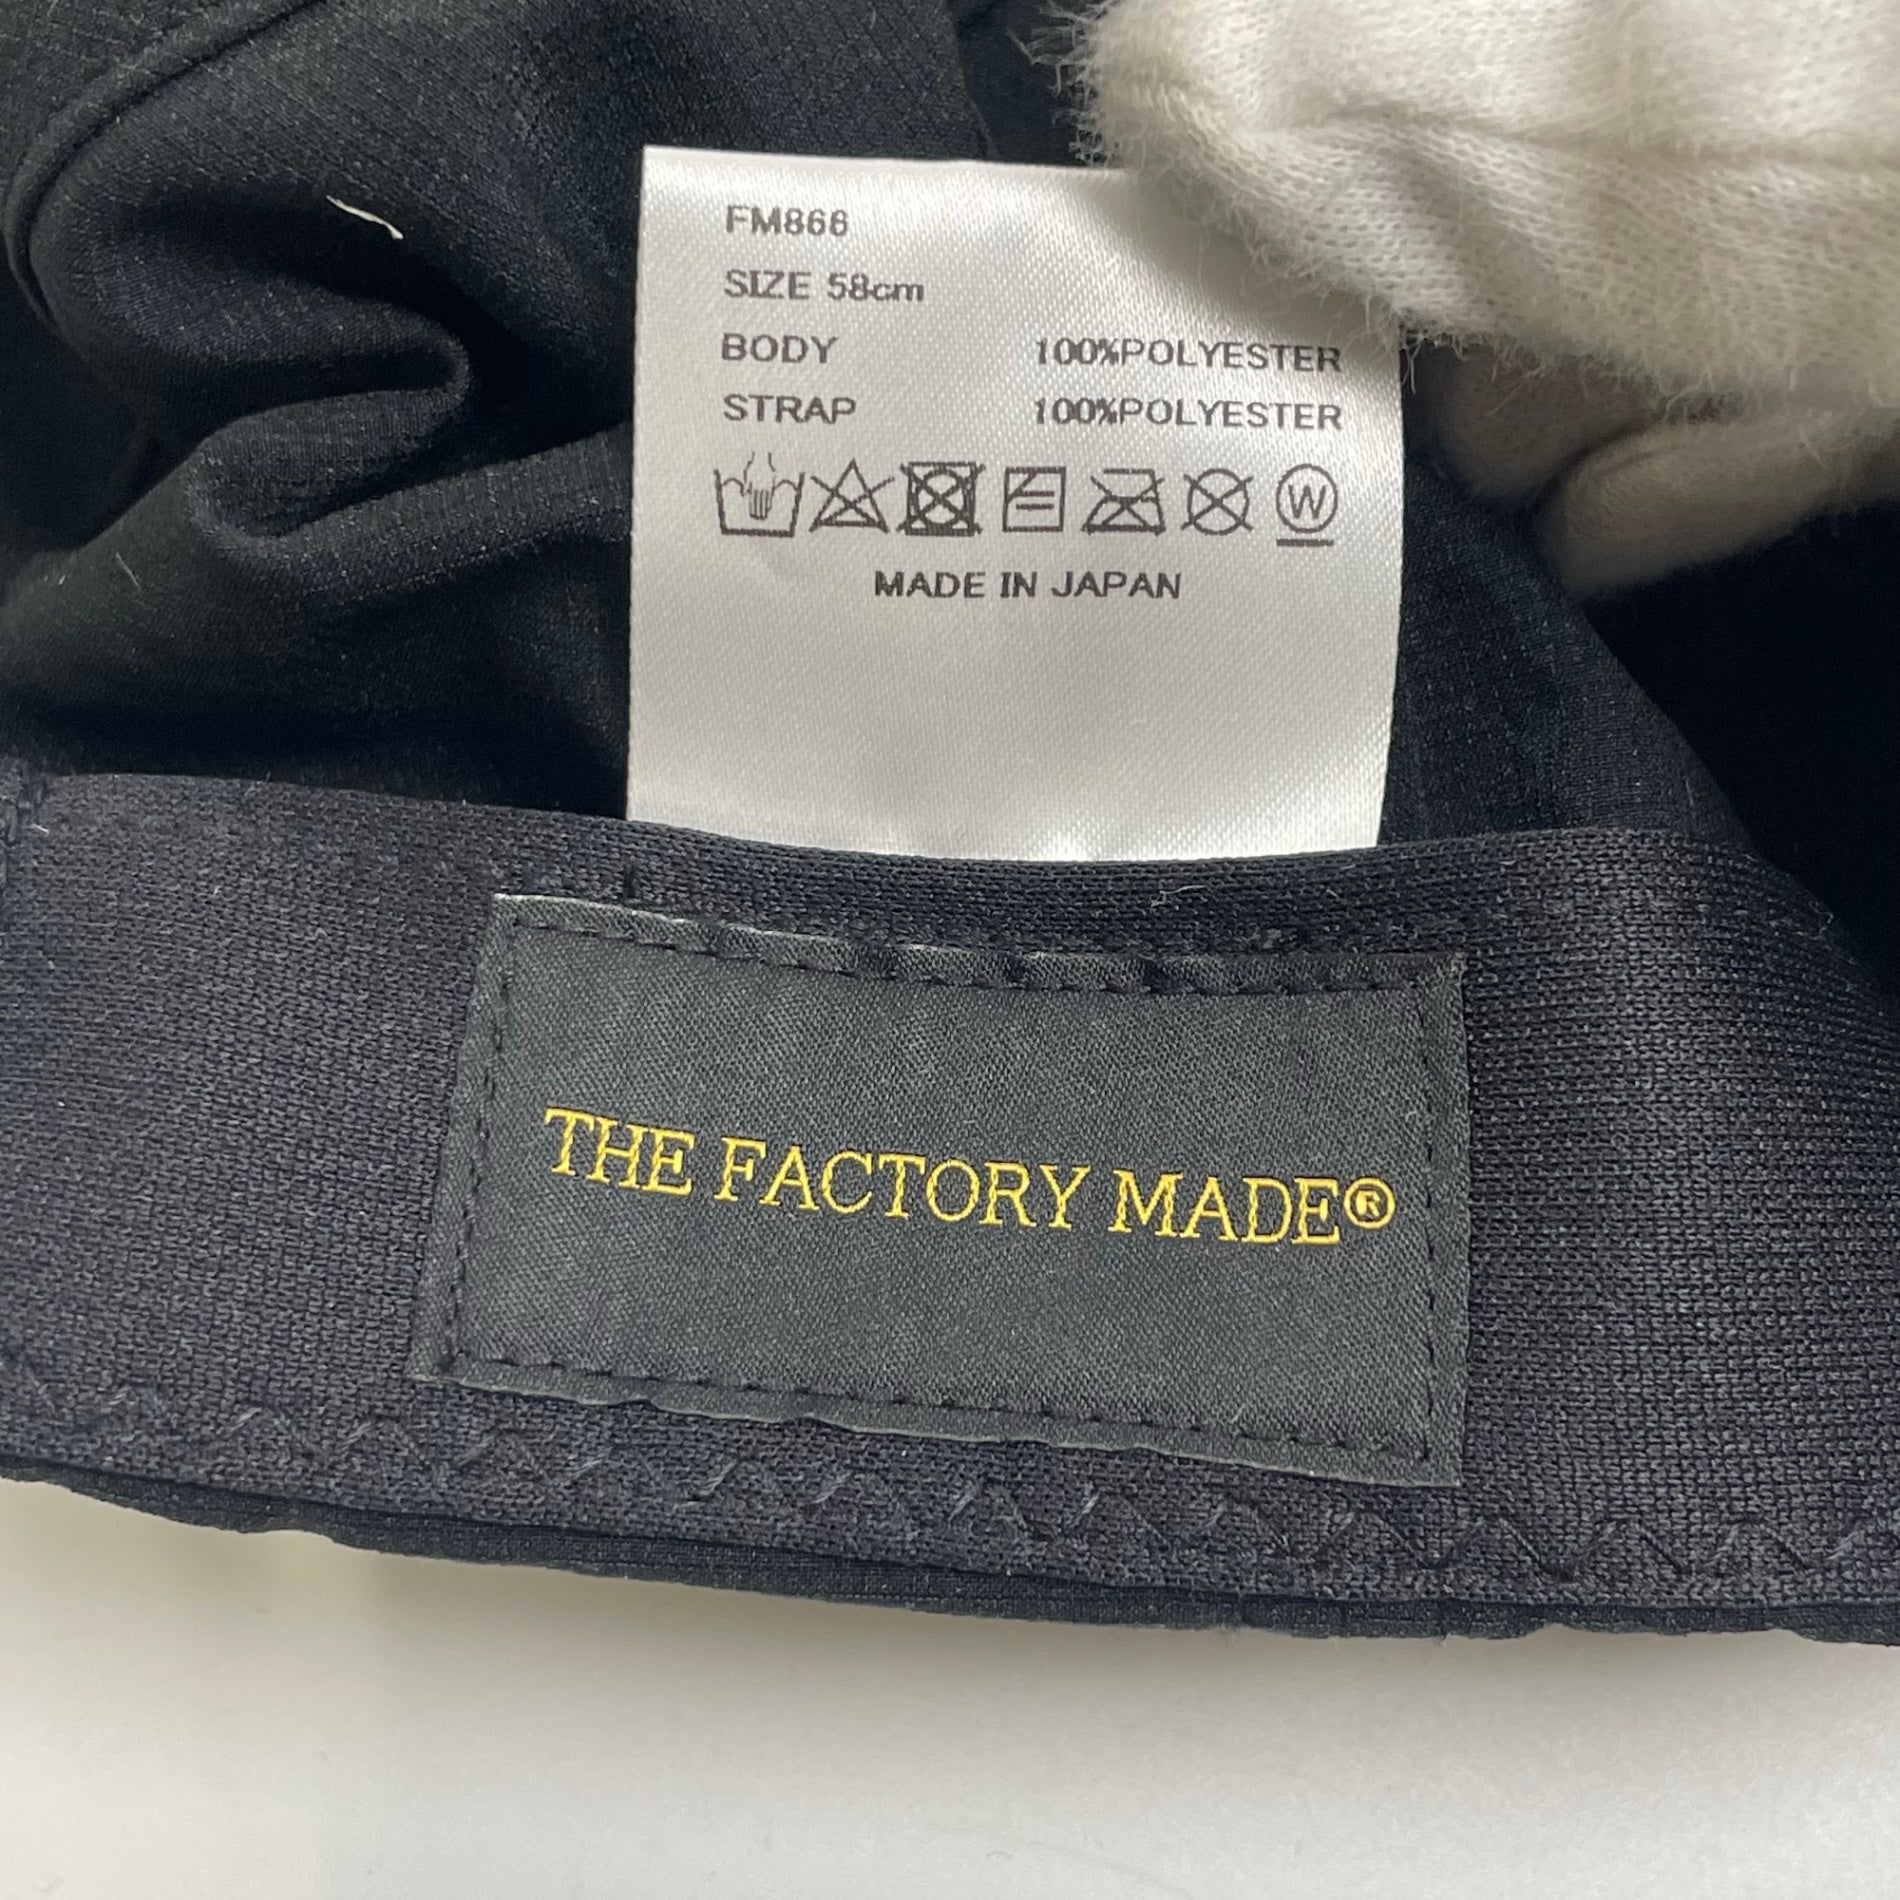 FM866
SIZE 58cm
BODY 100%POLYESTER
STRAP 100%POLYESTER
W
MADE IN JAPAN
THE FACTORY MADE®